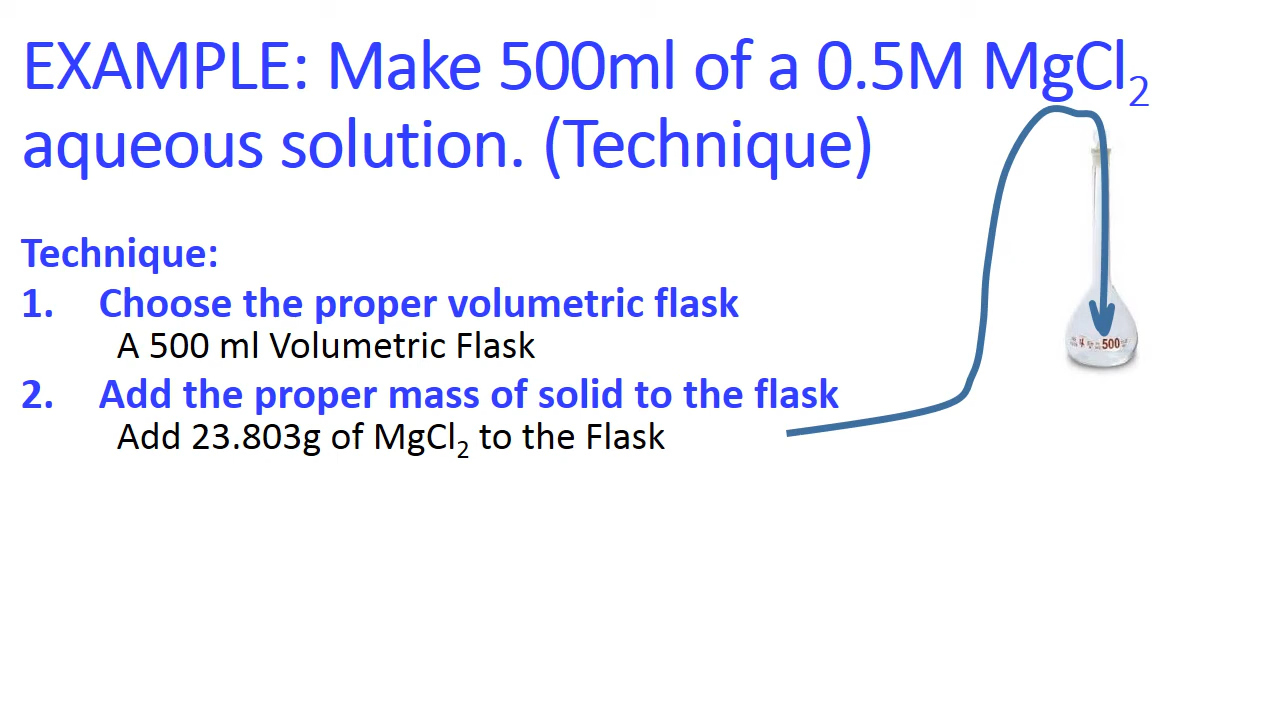 EXAMPLE: Make 500ml of a 0.5M MgCl₂
aqueous solution. (Technique)
Technique:
1. Choose the proper volumetric flask
A 500 ml Volumetric Flask
2. Add the proper mass of solid to the flask
Add 23.803g of MgCl₂ to the Flask
500